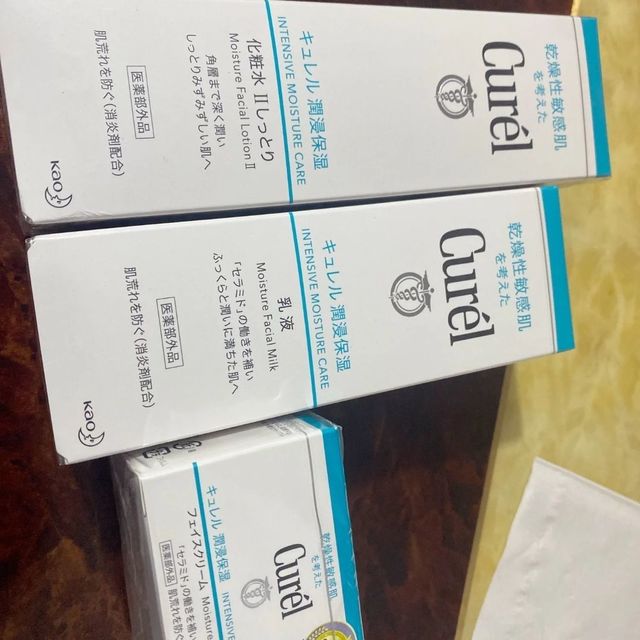 乾燥性敏感肌
を考えた
Curél
キュレル 潤浸保湿
INTENSIVE MOISTURE CARE
化粧水 II しっとり
Moisture Facial Lotion II
角層まで深く潤い
しっとりみずみずしい肌へ
医薬部外品
肌荒れを防ぐ(消炎剤配合)
Kao
乾燥性敏感肌
を考えた
Curél
キュレル 潤浸保湿
INTENSIVE MOISTURE CARE
乳液
Moisture Facial Milk
「セラミド」の働きを補い
ふっくらと潤いに満ちた肌へ
医薬部外品
肌荒れを防ぐ(消炎剤配合)
Kao
乾燥性敏感肌
を考えた
Curél
キュレル 潤浸保湿
INTENSIVE
フェイスクリーム Moisture
「セラミド」の働きを補い
医薬部外品 肌荒れを防ぐ